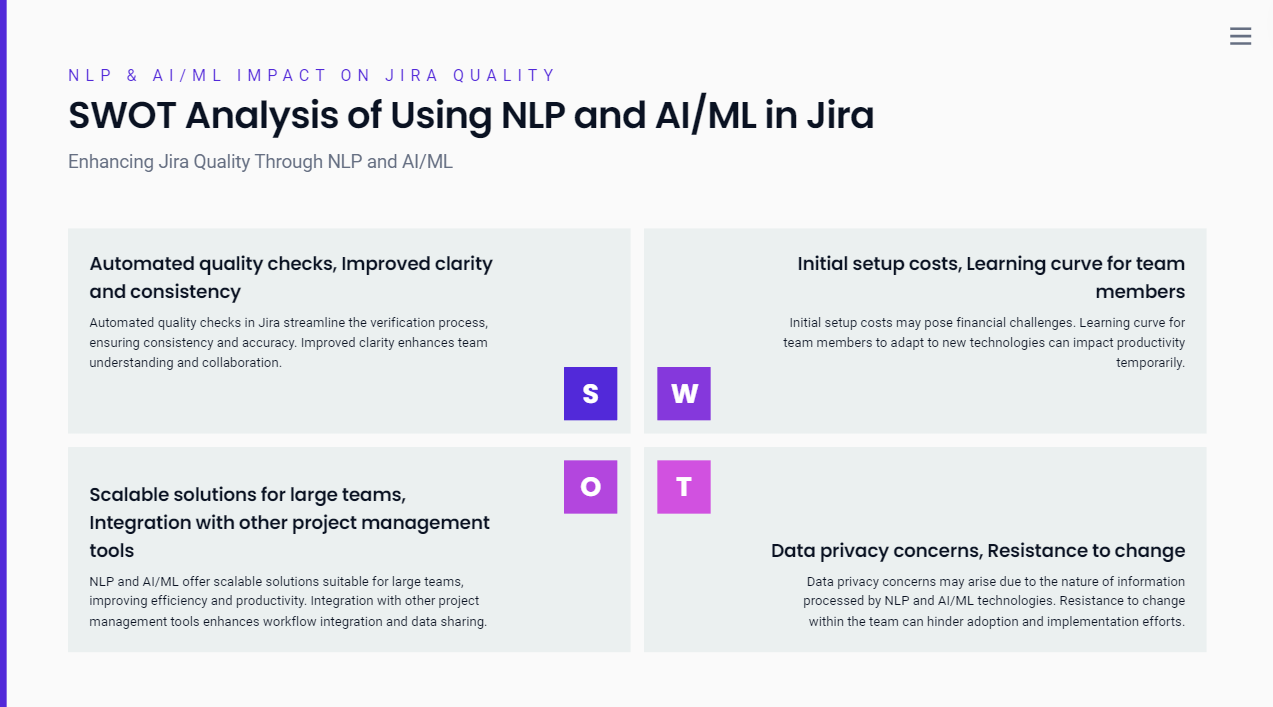 NLP & AI/ML IMPACT ON JIRA QUALITY
SWOT Analysis of Using NLP and AI/ML in Jira
Enhancing Jira Quality Through NLP and AI/ML
Automated quality checks, Improved clarity
and consistency
Automated quality checks in Jira streamline the verification process,
ensuring consistency and accuracy. Improved clarity enhances team
understanding and collaboration.
S
Initial setup costs, Learning curve for team
members
Initial setup costs may pose financial challenges. Learning curve for
team members to adapt to new technologies can impact productivity
temporarily.
W
O
Scalable solutions for large teams,
Integration with other project management
tools
NLP and AI/ML offer scalable solutions suitable for large teams,
improving efficiency and productivity. Integration with other project
management tools enhances workflow integration and data sharing.
T
Data privacy concerns, Resistance to change
Data privacy concerns may arise due to the nature of information
processed by NLP and AI/ML technologies. Resistance to change
within the team can hinder adoption and implementation efforts.